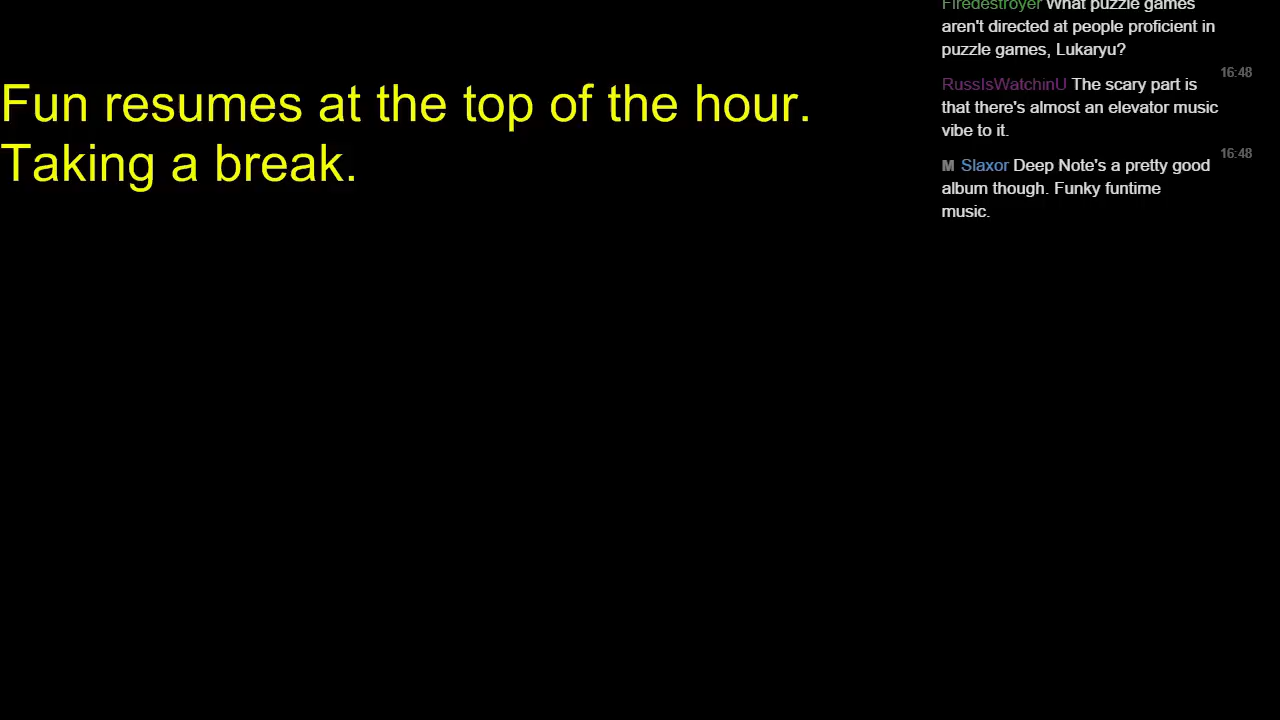 Fun resumes at the top of the hour.
Taking a break.
Firedestroyer What puzzle games
aren't directed at people proficient in
puzzle games, Lukaryu?
16:48
RussIsWatchinU The scary part is
that there's almost an elevator music
vibe to it.
16:48
M Slaxor Deep Note's a pretty good
album though. Funky funtime
music.